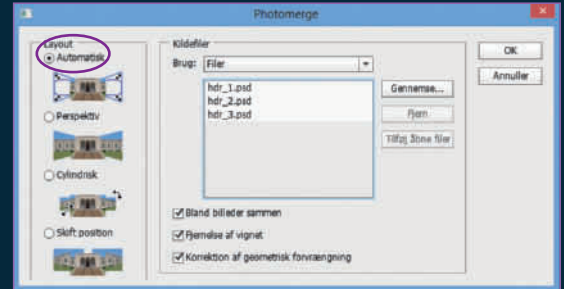 Photomerge
Layout
Automatisk
Perspektiv
Cylindrisk
Skift position
Kildefiler
Brug: Filer
hdr_1.psd
hdr_2.psd
hdr_3.psd
Gennemse...
Fjern
Tilføj åbne filer
Bland billeder sammen
Fjernelse af vignet
Korrektion af geometrisk forvrængning
OK
Annuller